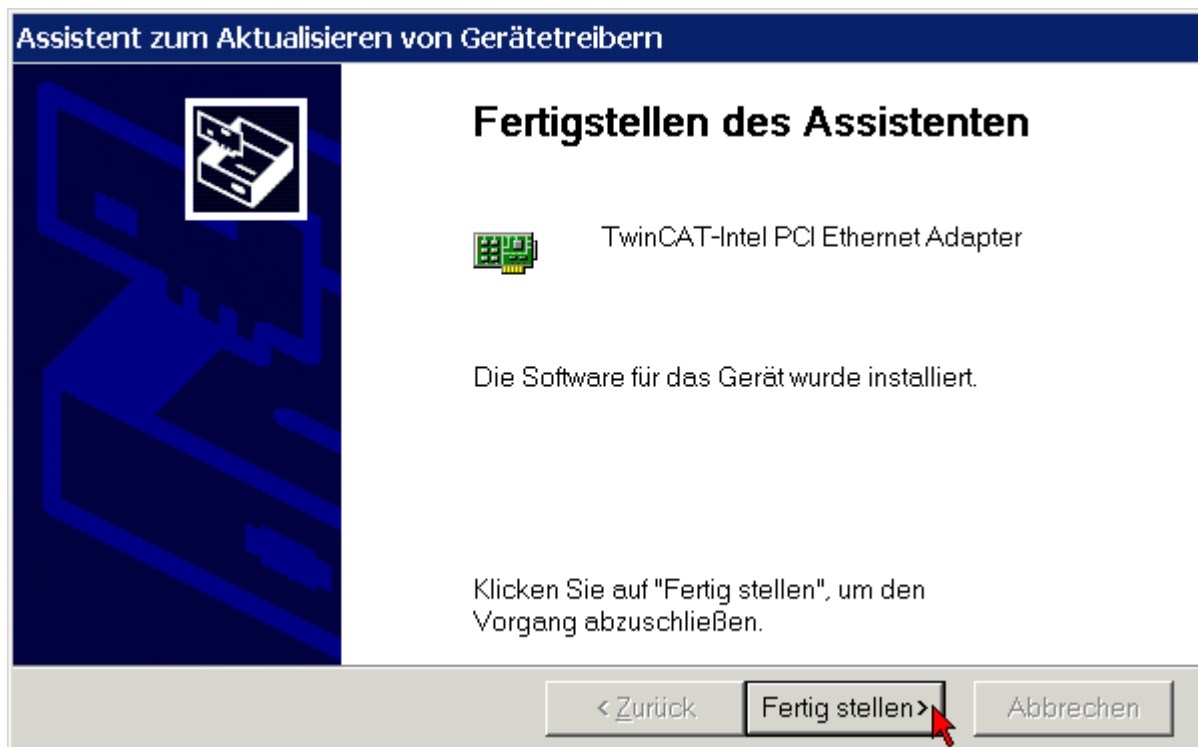 Assistent zum Aktualisieren von Gerätetreibern
Fertigstellen des Assistenten
TwinCAT-Intel PCI Ethernet Adapter
Die Software für das Gerät wurde installiert.
Klicken Sie auf "Fertig stellen", um den
Vorgang abzuschließen.
< Zurück
Fertig stellen>
Abbrechen